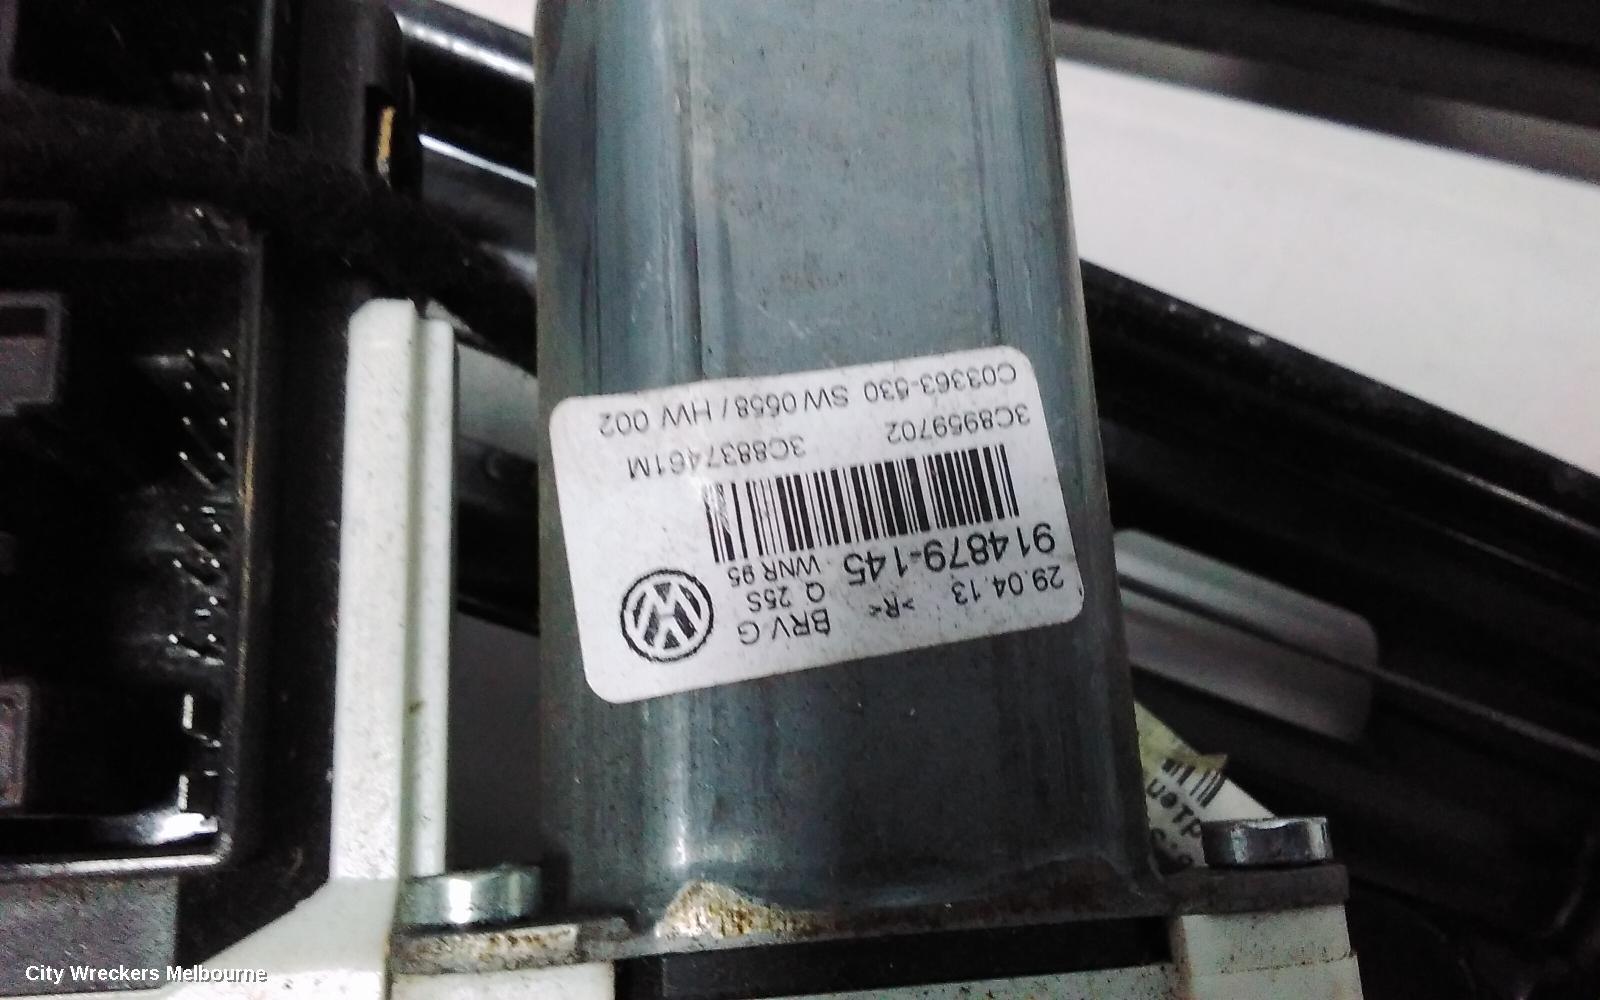 29.04.13 >R< BRV-G
914879-145 Q 25S
WNR 95
3C8959702 3C8837461M
C03363-530 SW 0558 / HW 002
City Wreckers Melbourne